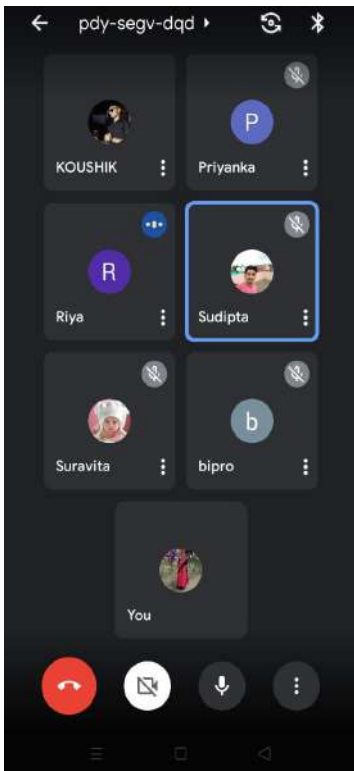 pdy-segv-dqd
KOUSHIK
P
Priyanka
R
Riya
Sudipta
Suravita
b
bipro
You